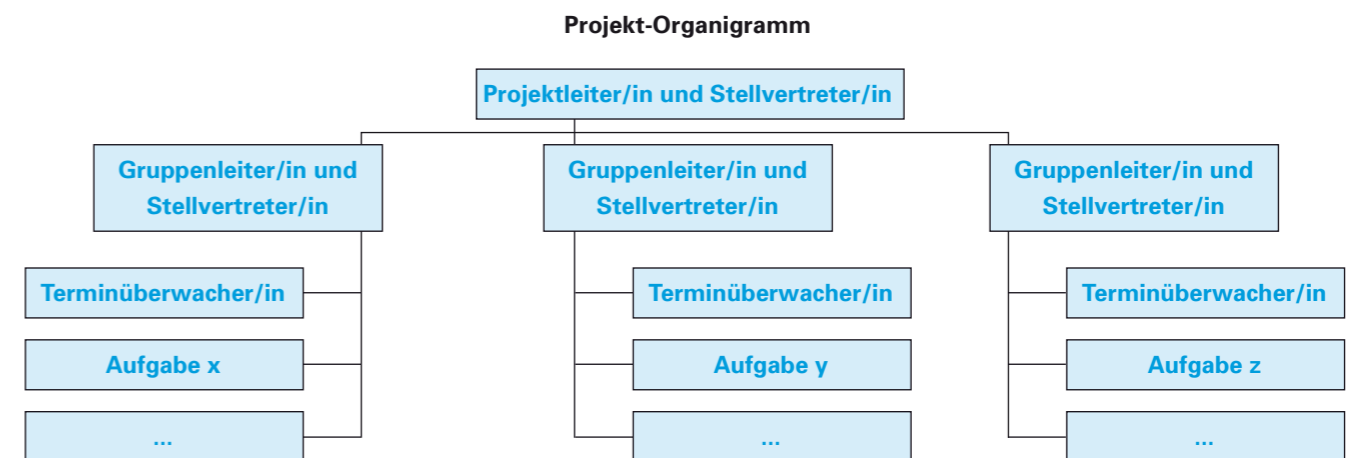 Projekt-Organigramm
Projektleiter/in und Stellvertreter/in
Gruppenleiter/in und
Stellvertreter/in
Gruppenleiter/in und
Stellvertreter/in
Gruppenleiter/in und
Stellvertreter/in
Terminüberwacher/in
Terminüberwacher/in
Terminüberwacher/in
Aufgabe x
Aufgabe y
Aufgabe z
...
...
...